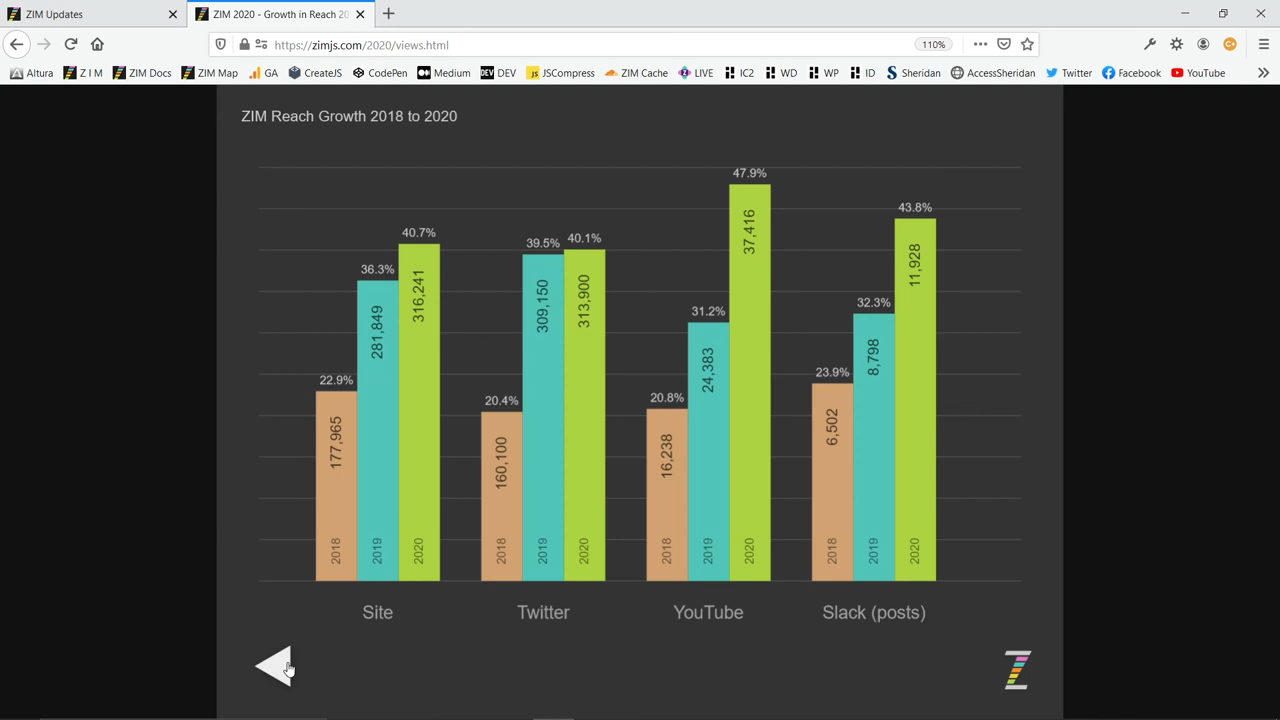 ZIM Updates
ZIM 2020 - Growth in Reach 20
https://zimjs.com/2020/views.html
110%
Altura Z I M ZIM Docs ZIM Map GA CreateJS CodePen Medium DEV DEV JS JSCompress ZIM Cache LIVE IC2 WD WP ID Sheridan AccessSheridan Twitter Facebook YouTube
ZIM Reach Growth 2018 to 2020
22.9% 36.3% 40.7%
177,965 281,849 316,241
2018 2019 2020
Site
20.4% 39.5% 40.1%
160,100 309,150 313,900
2018 2019 2020
Twitter
20.8% 31.2% 47.9%
16,238 24,383 37,416
2018 2019 2020
YouTube
23.9% 32.3% 43.8%
6,502 8,798 11,928
2018 2019 2020
Slack (posts)